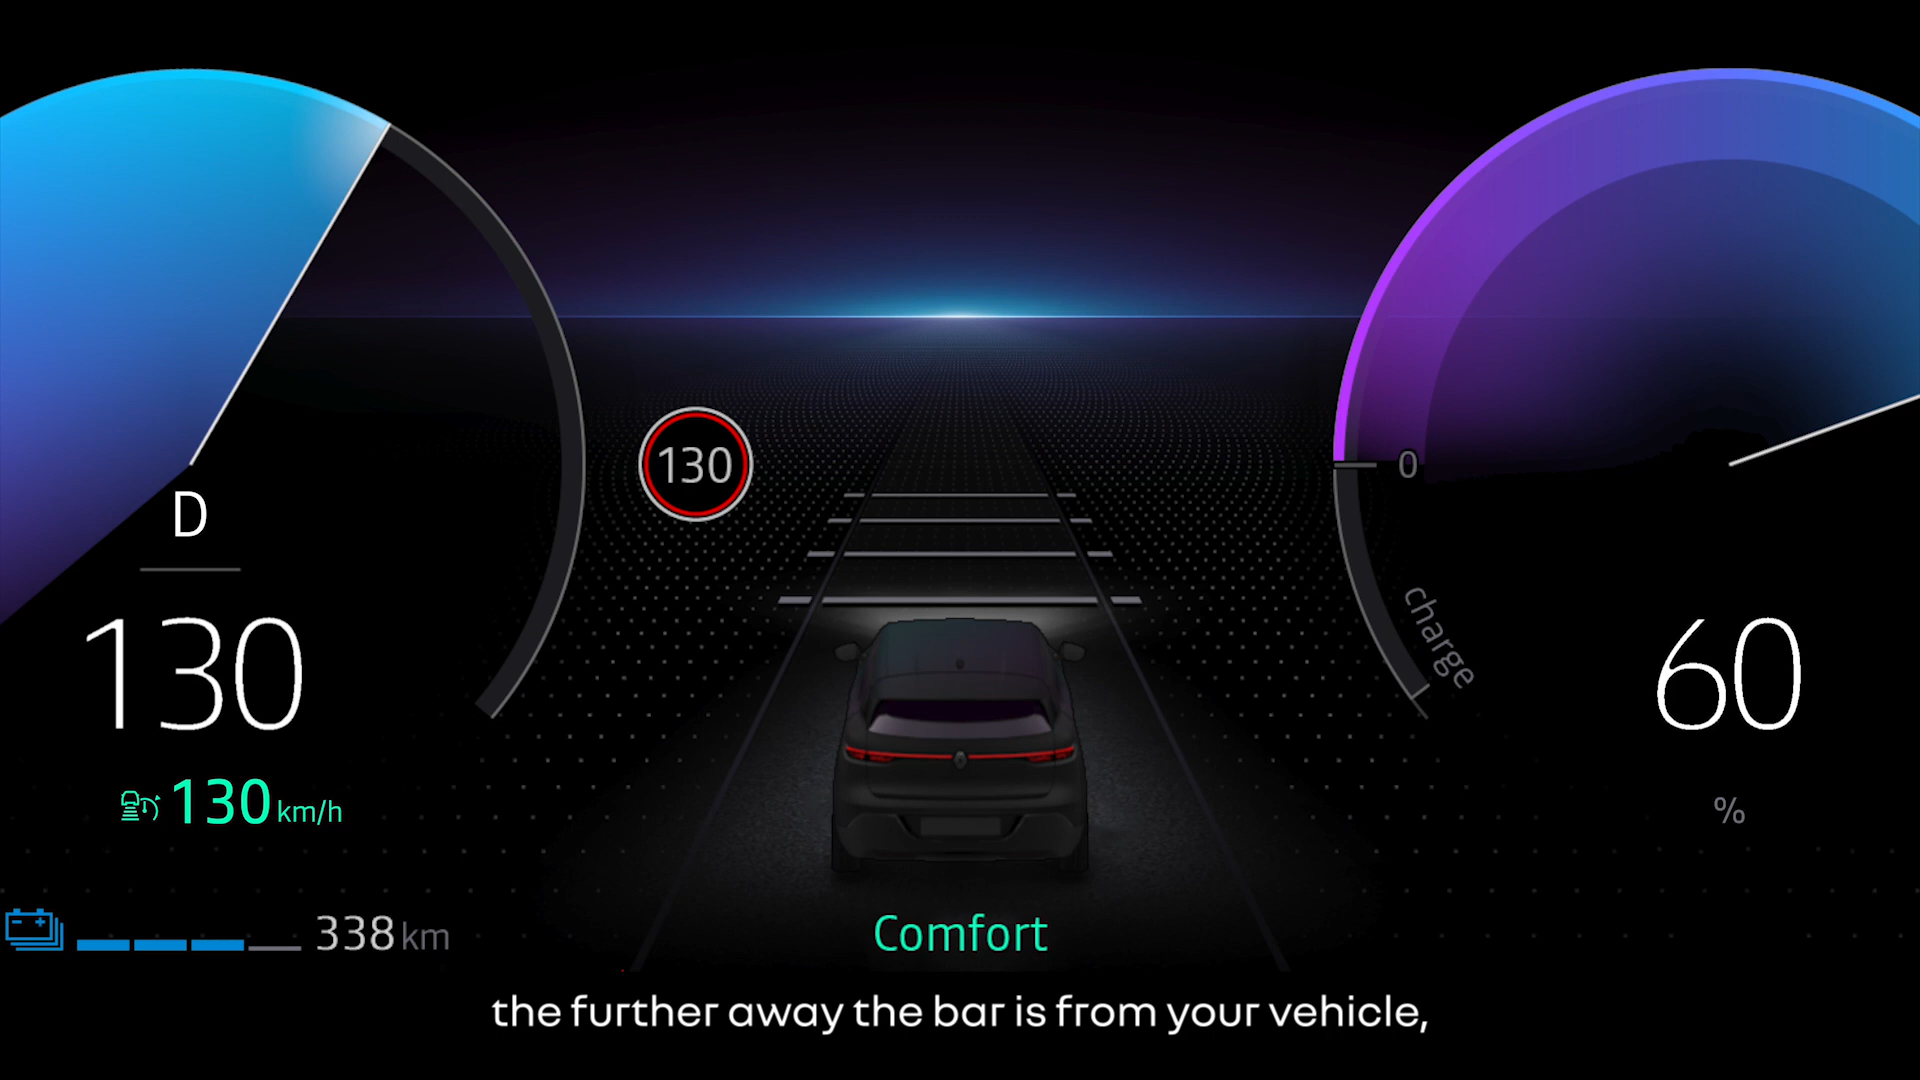 130
0
D
charge
130
60
130 km/h
%
338 km
Comfort
the further away the bar is from your vehicle,